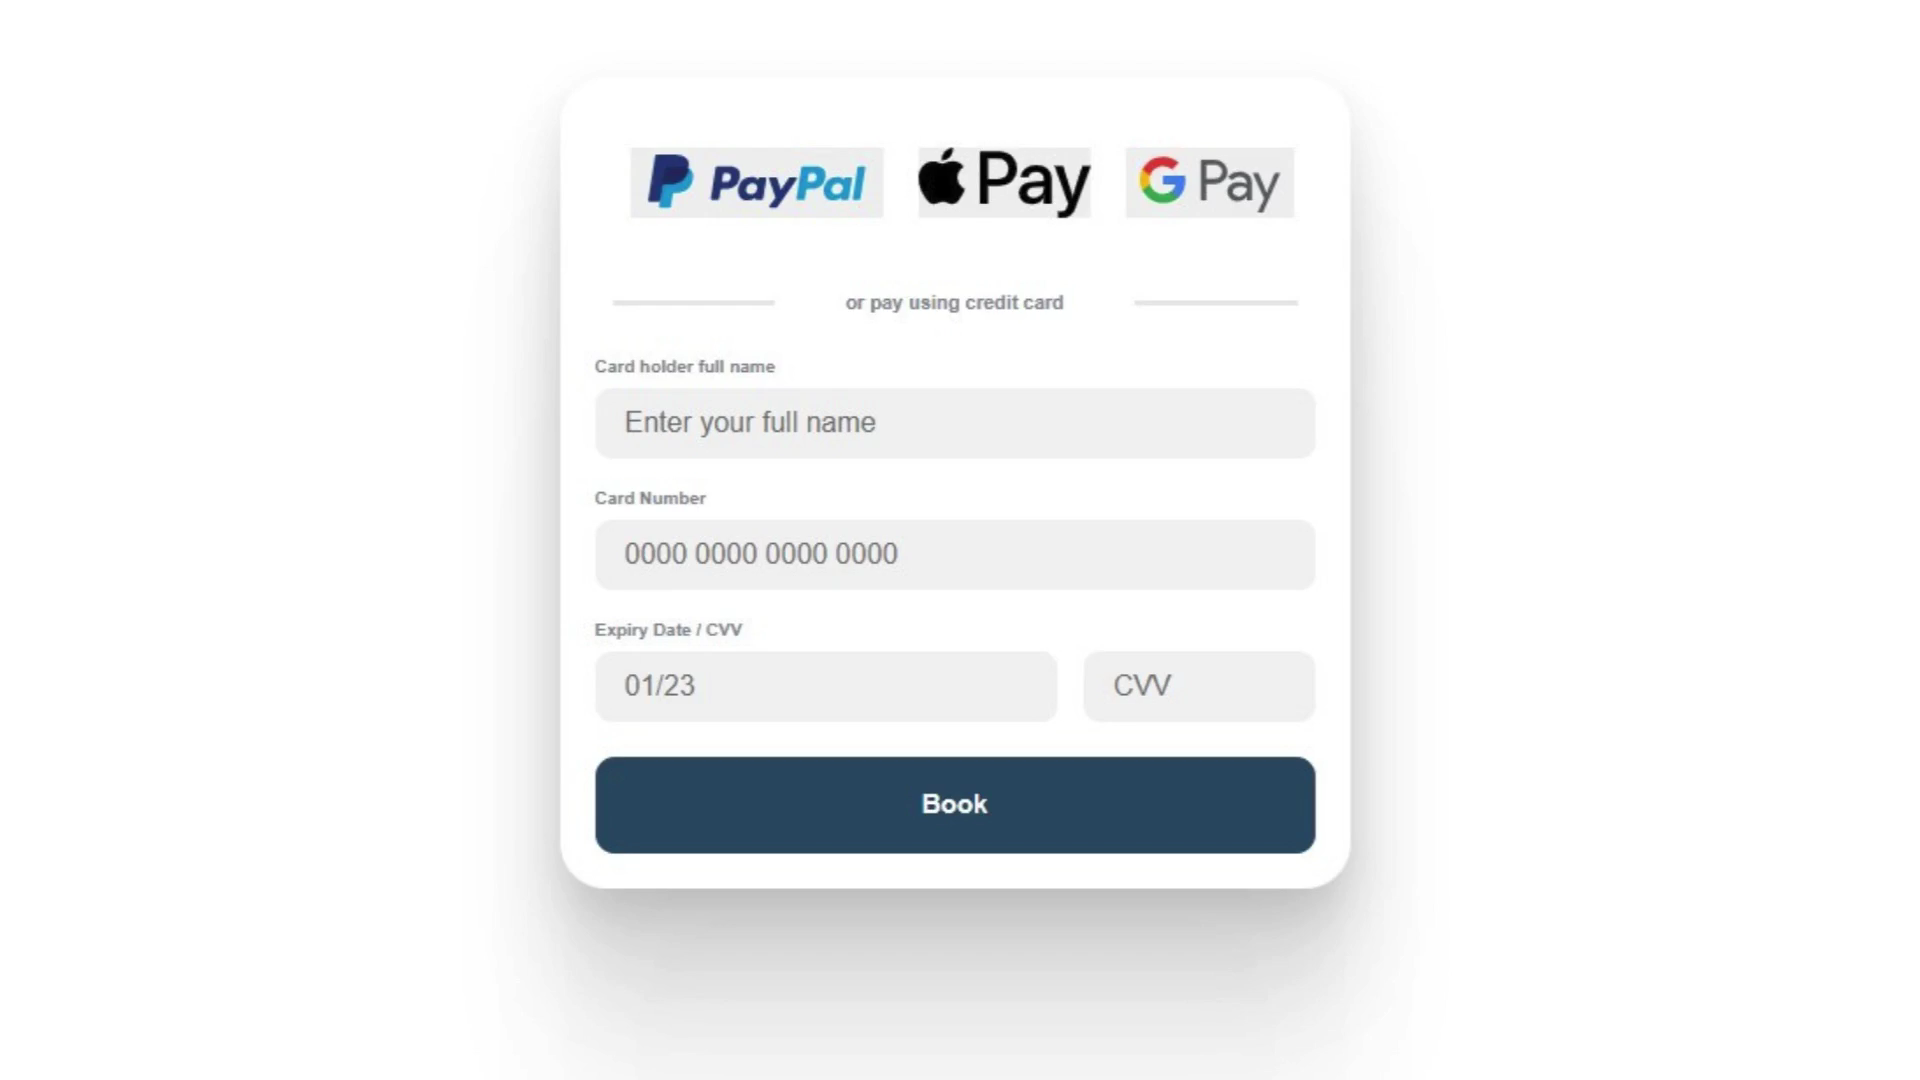 PayPal Pay G Pay
or pay using credit card
Card holder full name
Enter your full name
Card Number
0000 0000 0000 0000
Expiry Date / CVV
01/23 CVV
Book